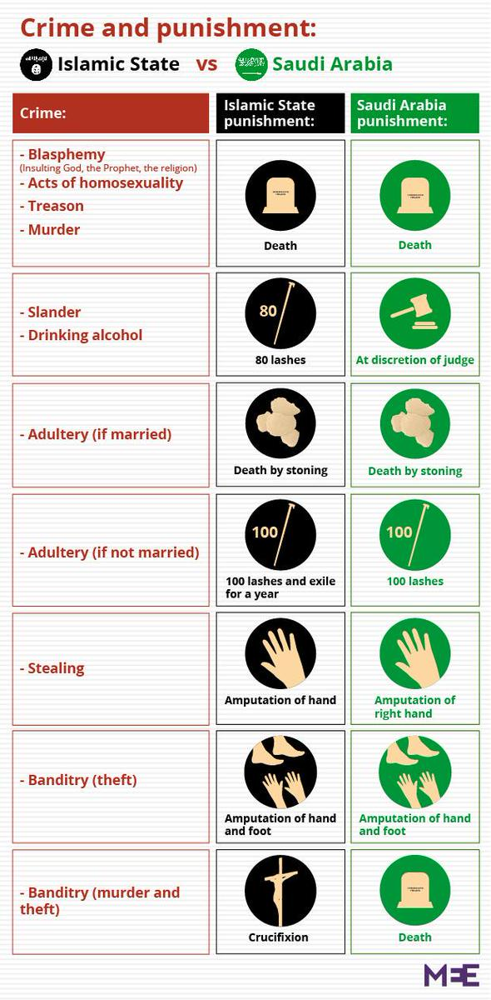 Crime and punishment:
Islamic State vs Saudi Arabia
Crime:
Islamic State
punishment:
Saudi Arabia
punishment:
- Blasphemy
(Insulting God, the Prophet, the religion)
- Acts of homosexuality
- Treason
- Murder
Death
Death
- Slander
- Drinking alcohol
80
80 lashes
At discretion of judge
- Adultery (if married)
Death by stoning
Death by stoning
- Adultery (if not married)
100
100 lashes and exile
for a year
100
100 lashes
- Stealing
Amputation of hand
Amputation of
right hand
- Banditry (theft)
Amputation of hand
and foot
Amputation of hand
and foot
- Banditry (murder and
theft)
Crucifixion
Death
MEE